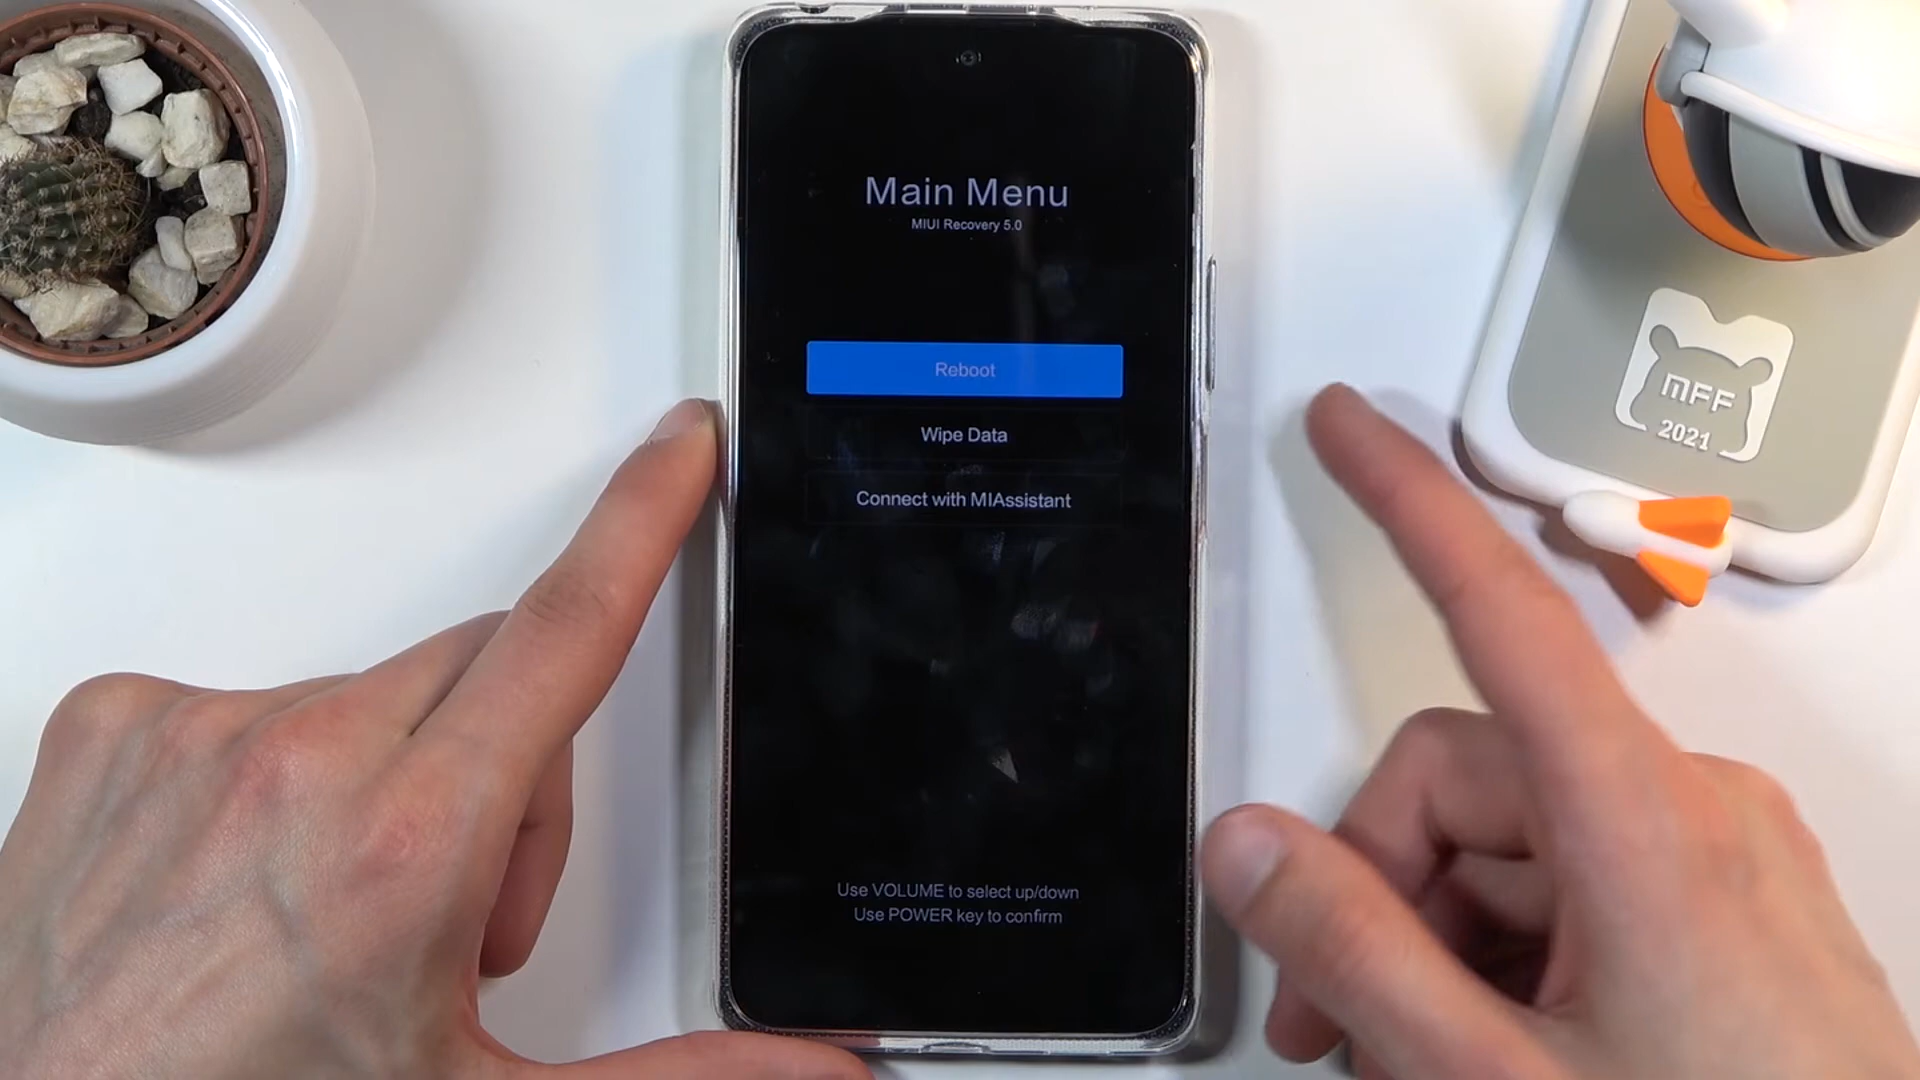 Main Menu
MIUI Recovery 5.0
Reboot
Wipe Data
Connect with MIAssistant
Use VOLUME to select up/down
Use POWER key to confirm
MFF
2021